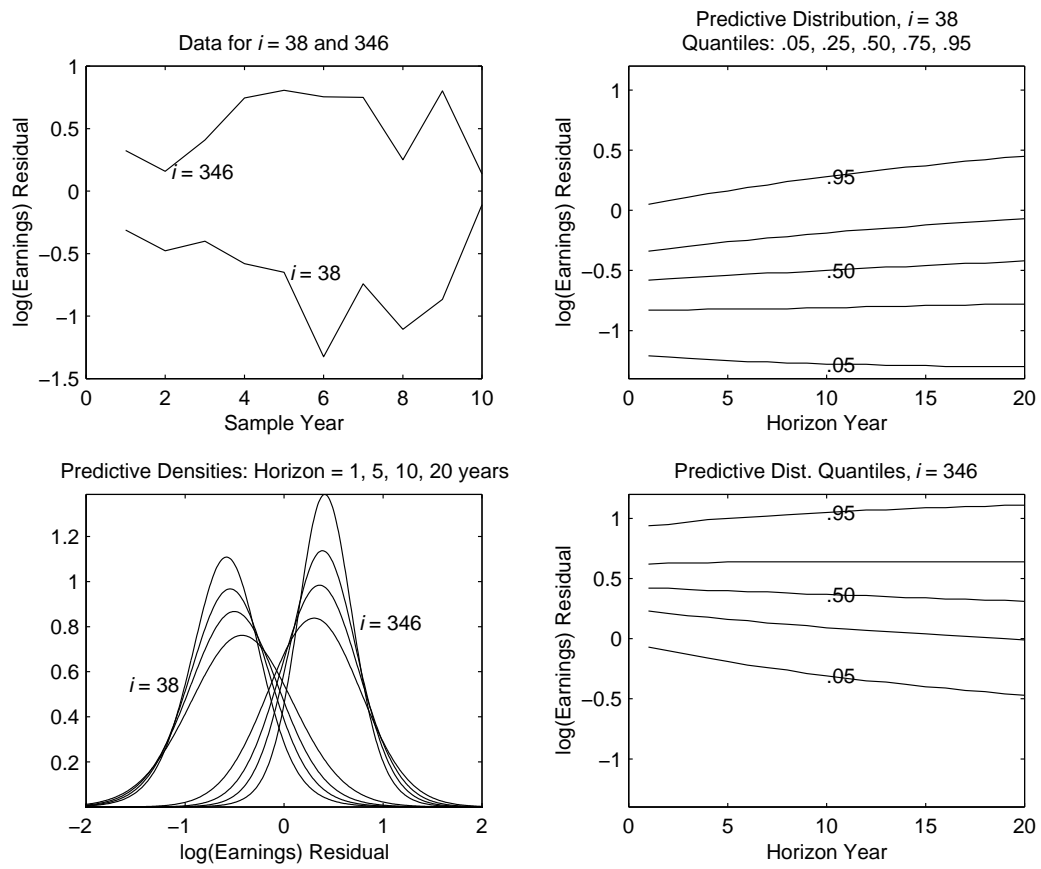 Data for i = 38 and 346
log(Earnings) Residual
1
0.5
0
−0.5
−1
−1.5
i = 346
i = 38
0 2 4 6 8 10
Sample Year
Predictive Distribution, i = 38
Quantiles: .05, .25, .50, .75, .95
log(Earnings) Residual
1
0.5
0
−0.5
−1
.95
.50
.05
0 5 10 15 20
Horizon Year
Predictive Densities: Horizon = 1, 5, 10, 20 years
1.2
1
0.8
0.6
0.4
0.2
i = 346
i = 38
−2 −1 0 1 2
log(Earnings) Residual
Predictive Dist. Quantiles, i = 346
log(Earnings) Residual
1
0.5
0
−0.5
−1
.95
.50
.05
0 5 10 15 20
Horizon Year